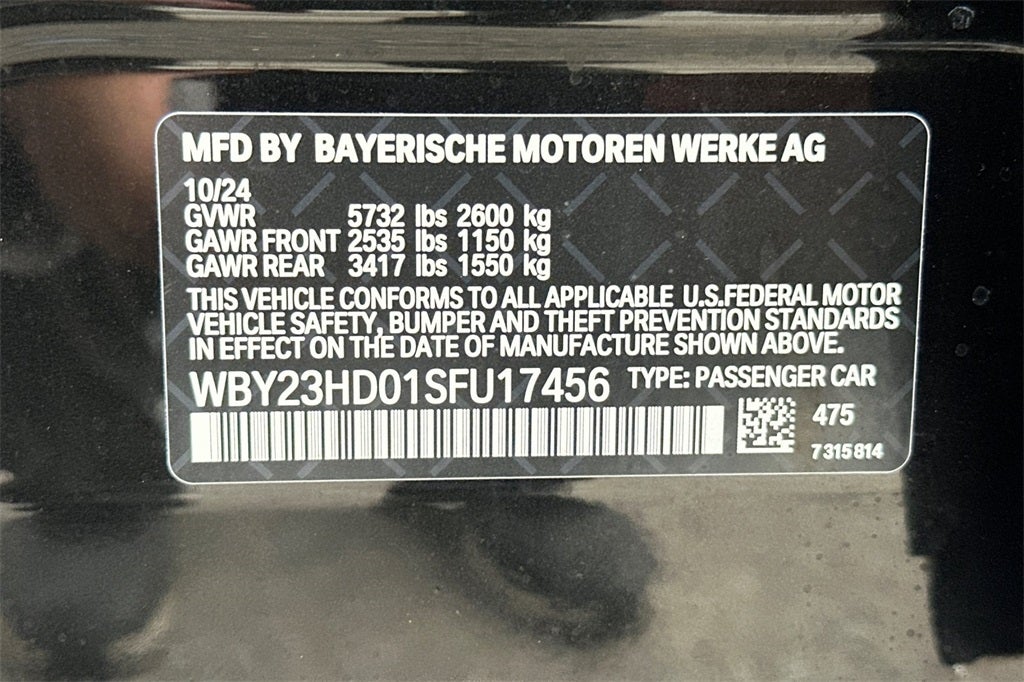 MFD BY BAYERISCHE MOTOREN WERKE AG
10/24
GVWR 5732 lbs 2600 kg
GAWR FRONT 2535 lbs 1150 kg
GAWR REAR 3417 lbs 1550 kg
THIS VEHICLE CONFORMS TO ALL APPLICABLE U.S.FEDERAL MOTOR
VEHICLE SAFETY, BUMPER AND THEFT PREVENTION STANDARDS
IN EFFECT ON THE DATE OF MANUFACTURE SHOWN ABOVE.
WBY23HD01SFU17456 TYPE: PASSENGER CAR
475
7315814